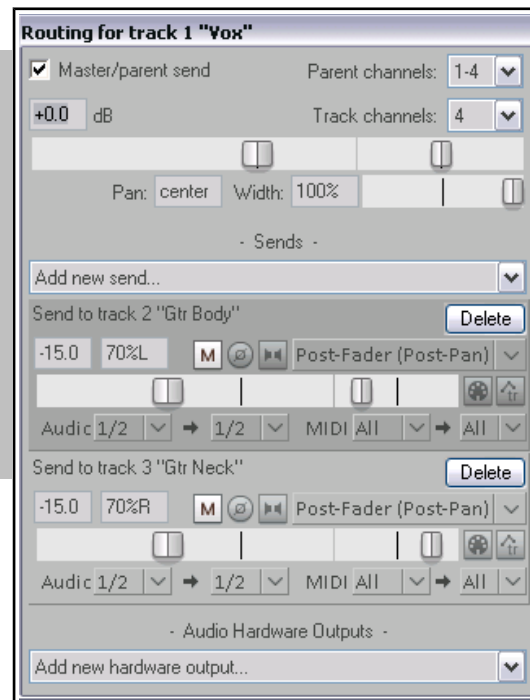 Routing for track 1 "Vox"
Master/parent send Parent channels: 1-4
+0.0 dB Track channels: 4
Pan: center Width: 100%
- Sends -
Add new send...
Send to track 2 "Gtr Body" Delete
-15.0 70%L M Post-Fader (Post-Pan)
tr
Audic 1/2 1/2 MIDI All All
Send to track 3 "Gtr Neck" Delete
-15.0 70%R M Post-Fader (Post-Pan)
tr
Audic 1/2 1/2 MIDI All All
- Audio Hardware Outputs -
Add new hardware output...